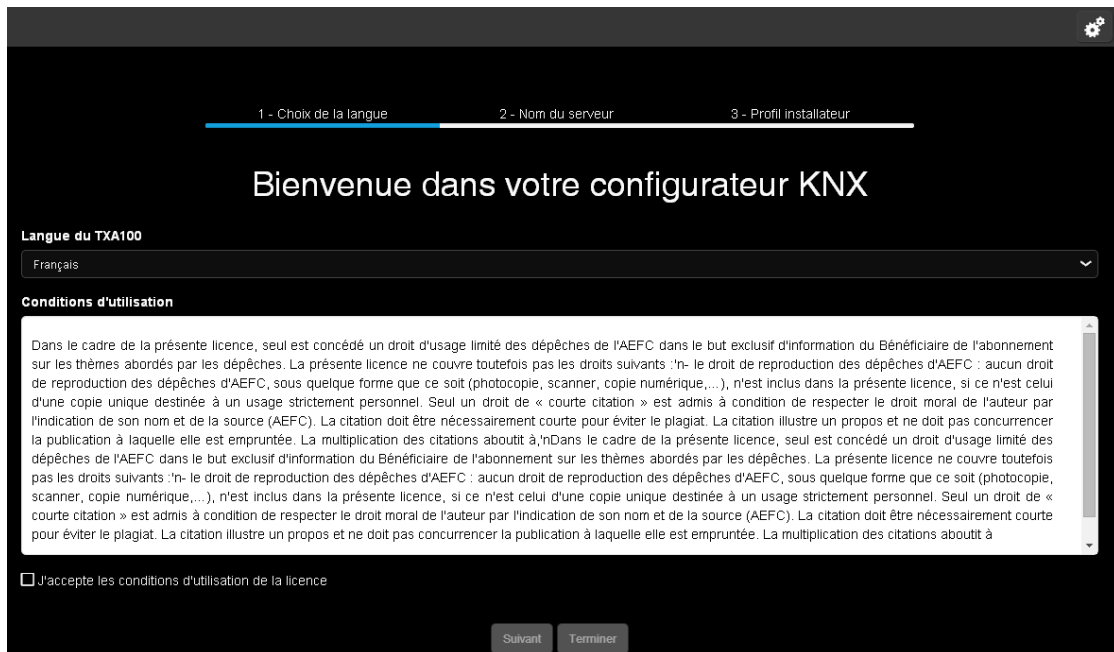 1 - Choix de la langue
2 - Nom du serveur
3 - Profil installateur
Bienvenue dans votre configurateur KNX
Langue du TXA100
Français
Conditions d'utilisation
Dans le cadre de la présente licence, seul est concédé un droit d'usage limité des dépêches de l'AEFC dans le but exclusif d'information du Bénéficiaire de l'abonnement
sur les thèmes abordés par les dépêches. La présente licence ne couvre toutefois pas les droits suivants :'n- le droit de reproduction des dépêches d'AEFC : aucun droit
de reproduction des dépêches d'AEFC, sous quelque forme que ce soit (photocopie, scanner, copie numérique,...), n'est inclus dans la présente licence, si ce n'est celui
d'une copie unique destinée à un usage strictement personnel. Seul un droit de « courte citation » est admis à condition de respecter le droit moral de l'auteur par
l'indication de son nom et de la source (AEFC). La citation doit être nécessairement courte pour éviter le plagiat. La citation illustre un propos et ne doit pas concurrencer
la publication à laquelle elle est empruntée. La multiplication des citations aboutit à,'nDans le cadre de la présente licence, seul est concédé un droit d'usage limité des
dépêches de l'AEFC dans le but exclusif d'information du Bénéficiaire de l'abonnement sur les thèmes abordés par les dépêches. La présente licence ne couvre toutefois
pas les droits suivants :'n- le droit de reproduction des dépêches d'AEFC : aucun droit de reproduction des dépêches d'AEFC, sous quelque forme que ce soit (photocopie,
scanner, copie numérique,...), n'est inclus dans la présente licence, si ce n'est celui d'une copie unique destinée à un usage strictement personnel. Seul un droit de «
courte citation » est admis à condition de respecter le droit moral de l'auteur par l'indication de son nom et de la source (AEFC). La citation doit être nécessairement courte
pour éviter le plagiat. La citation illustre un propos et ne doit pas concurrencer la publication à laquelle elle est empruntée. La multiplication des citations aboutit à
J'accepte les conditions d'utilisation de la licence
Suivant
Terminer